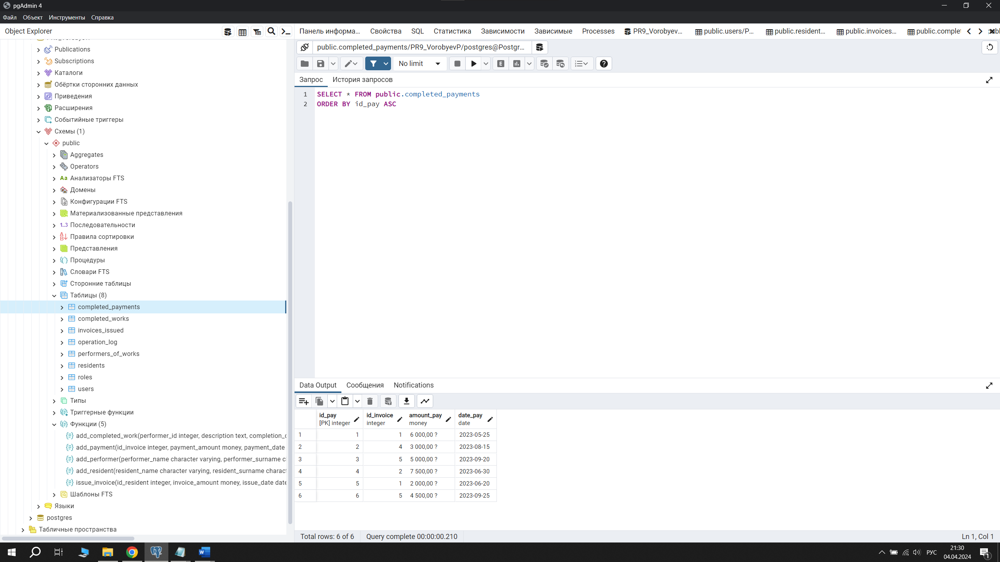 pgAdmin 4
Файл Объект Инструменты Справка
Object Explorer
Publications
Subscriptions
Каталоги
Обёртки сторонних данных
Приведения
Расширения
Событийные триггеры
Схемы (1)
public
Aggregates
Operators
Aa Анализаторы FTS
Домены
Конфигурации FTS
Материализованные представления
1..3 Последовательности
Правила сортировки
Представления
Процедуры
Словари FTS
Сторонние таблицы
Таблицы (8)
completed_payments
completed_works
invoices_issued
operation_log
performers_of_works
residents
roles
users
Типы
Триггерные функции
Функции (5)
add_completed_work(performer_id integer, description text, completion_
add_payment(id_invoice integer, payment_amount money, payment_date
add_performer(performer_name character varying, performer_surname
add_resident(resident_name character varying, resident_surname
issue_invoice(id_resident integer, invoice_amount money, issue_date date
Шаблоны FTS
Языки
postgres
Табличные пространства
Панель информа... Свойства SQL Статистика Зависимости Зависимые Processes PR9_Vorobyev... public.users/P... public.resident... public.invoices... public.comple
public.completed_payments/PR9_VorobyevP/postgres@Postgr...
No limit E
Запрос История запросов
1 SELECT * FROM public.completed_payments
2 ORDER BY id_pay ASC
Data Output Сообщения Notifications
id_pay id_invoice amount_pay date_pay
[PK] integer integer money date
1 1 1 6 000,00 ? 2023-05-25
2 2 4 3 000,00 ? 2023-08-15
3 3 5 5 000,00 ? 2023-09-20
4 4 2 7 500,00 ? 2023-06-30
5 5 1 2 000,00 ? 2023-06-20
6 6 5 4 500,00 ? 2023-09-25
Total rows: 6 of 6 Query complete 00:00:00.210 Ln 1, Col 1
РУС 21:30
04.04.2024 1